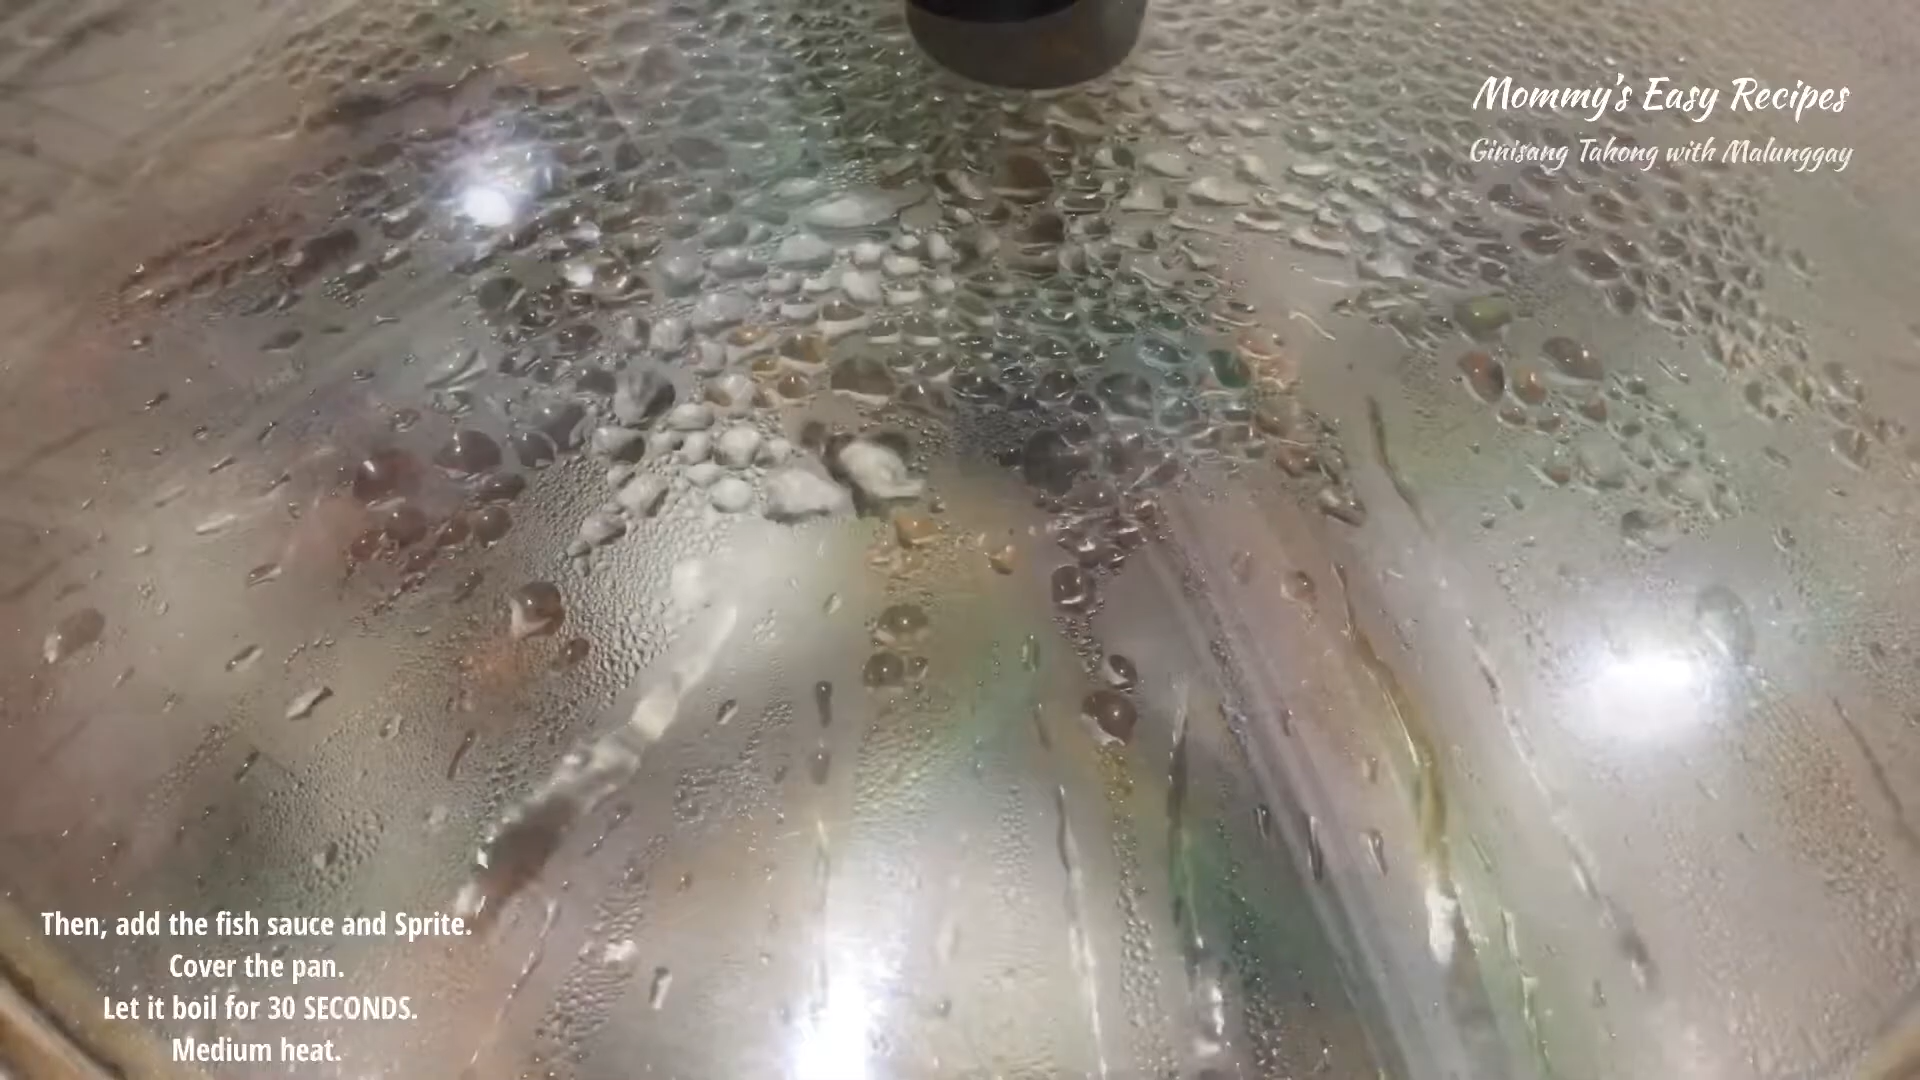 Mommy's Easy Recipes
Ginisang Tahong with Malunggay
Then, add the fish sauce and Sprite.
Cover the pan.
Let it boil for 30 SECONDS.
Medium heat.